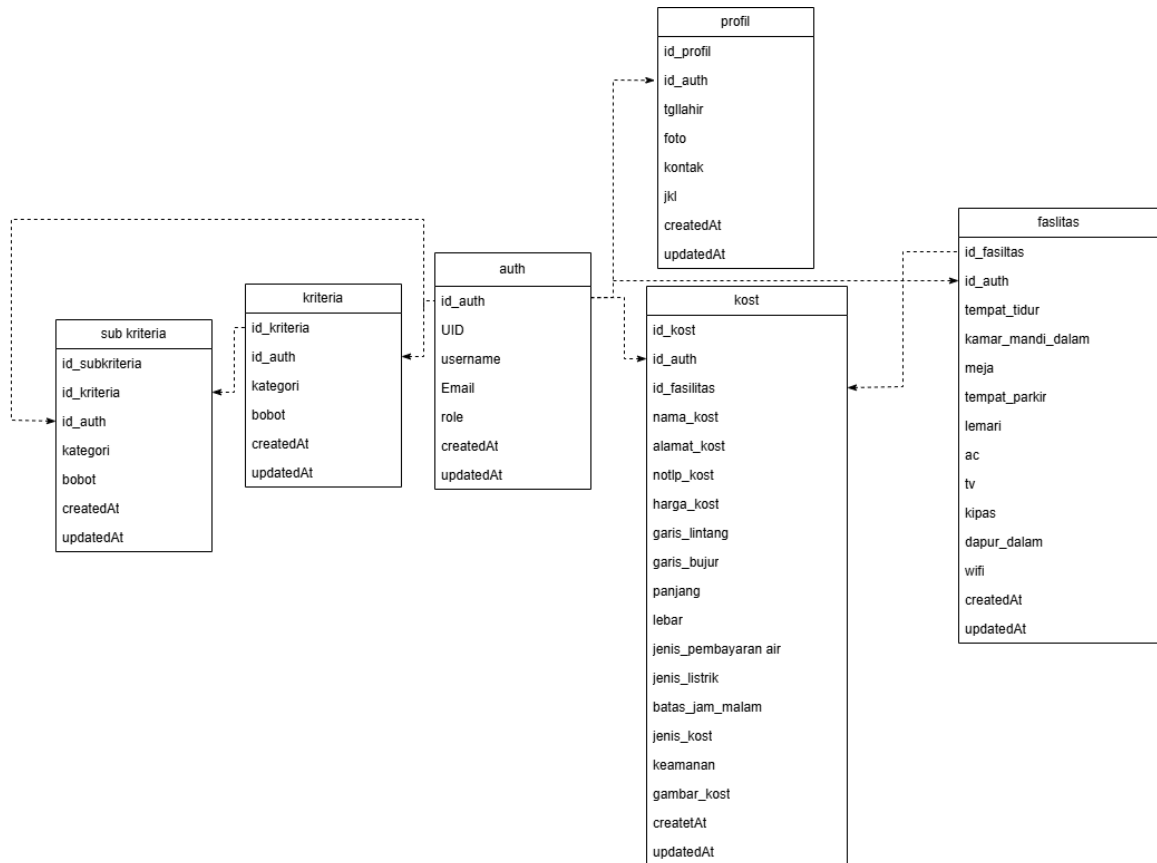 profil
id_profil
id_auth
tgllahir
foto
kontak
jkl
createdAt
updatedAt
faslitas
id_fasiltas
id_auth
tempat_tidur
kamar_mandi_dalam
meja
tempat_parkir
lemari
ac
tv
kipas
dapur_dalam
wifi
createdAt
updatedAt
auth
id_auth
UID
username
Email
role
createdAt
updatedAt
kriteria
id_kriteria
id_auth
kategori
bobot
createdAt
updatedAt
sub kriteria
id_subkriteria
id_kriteria
id_auth
kategori
bobot
createdAt
updatedAt
kost
id_kost
id_auth
id_fasilitas
nama_kost
alamat_kost
notlp_kost
harga_kost
garis_lintang
garis_bujur
panjang
lebar
jenis_pembayaran air
jenis_listrik
batas_jam_malam
jenis_kost
keamanan
gambar_kost
createtAt
updatedAt